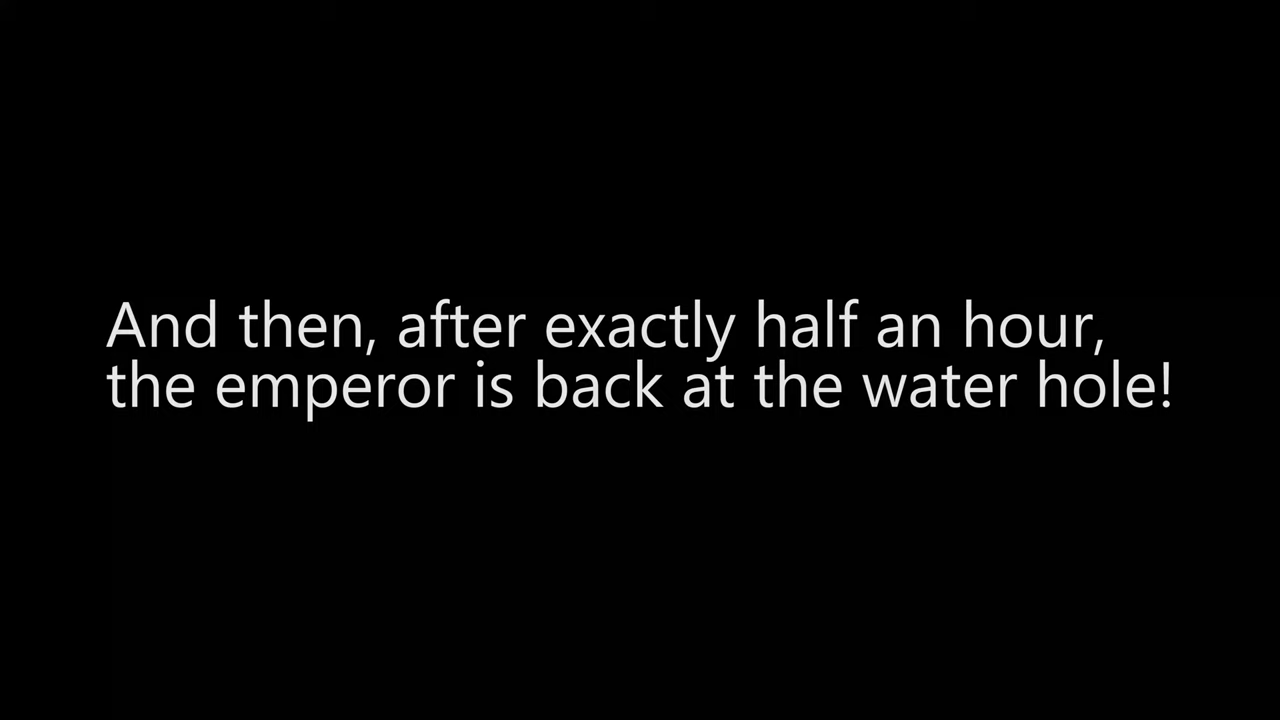 And then, after exactly half an hour,
the emperor is back at the water hole!